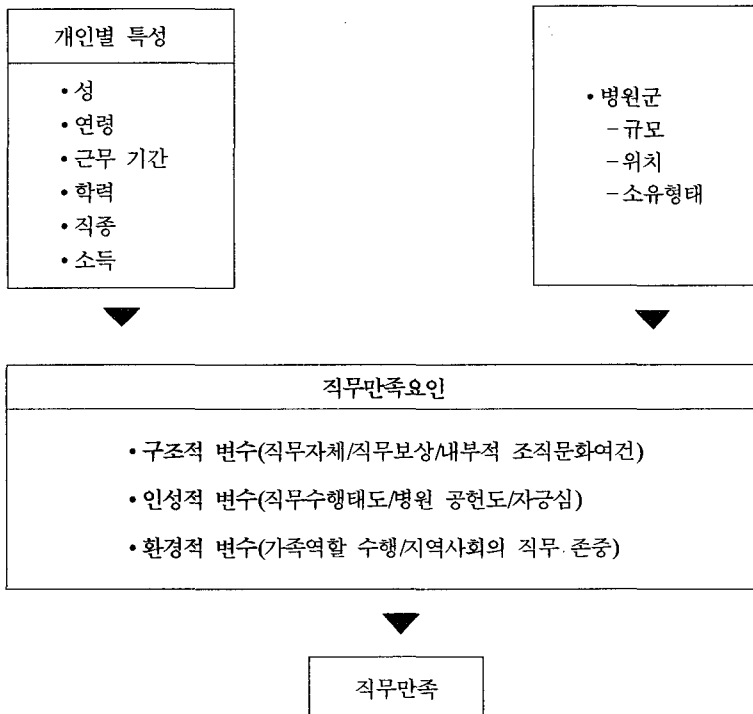 개인별 특성
• 성
• 연령
• 근무 기간
• 학력
• 직종
• 소득
• 병원군
－규모
－위치
－소유형태
직무만족요인
• 구조적 변수(직무자체/직무보상/내부적 조직문화여건)
• 인성적 변수(직무수행태도/병원 공헌도/자긍심)
• 환경적 변수(가족역할 수행/지역사회의 직무 존중)
직무만족